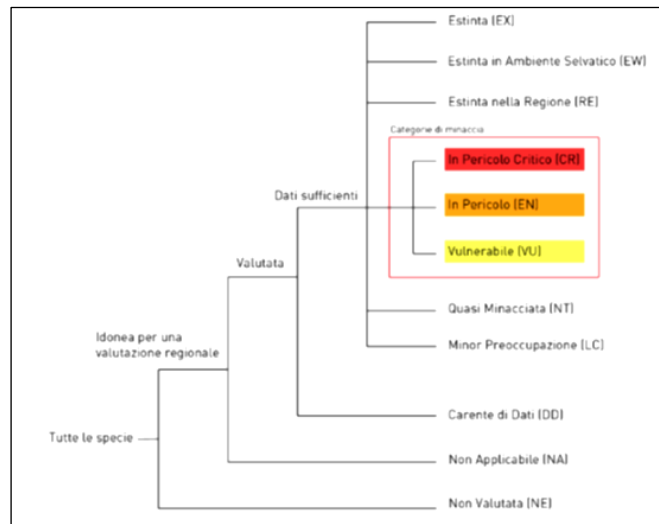 Estinta (EX)
Estinta in Ambiente Selvatico (EW)
Estinta nella Regione (RE)
Categorie di minaccia
In Pericolo Critico (CR)
Dati sufficienti
In Pericolo (EN)
Vulnerabile (VU)
Valutata
Quasi Minacciata (NT)
Idonea per una
valutazione regionale
Minor Preoccupazione (LC)
Carente di Dati (DD)
Tutte le specie
Non Applicabile (NA)
Non Valutata (NE)